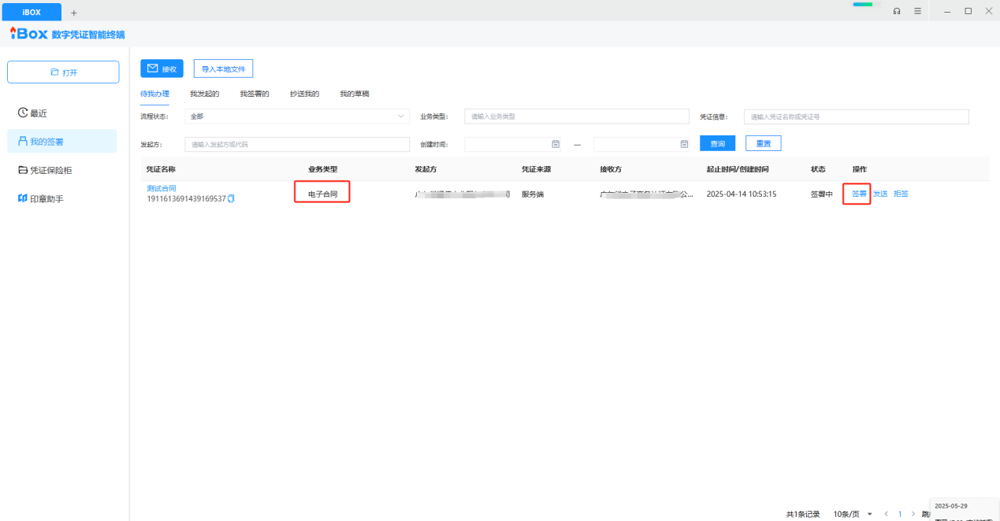 iBOX
iBox 数字凭证智能终端
打开
接收
导入本地文件
待我办理 我发起的 我签署的 抄送我的 我的草稿
最近
流程状态: 全部 业务类型: 请输入业务类型 凭证信息: 请输入凭证名称或凭证号
我的签署
发起方: 请输入发起方或代码 创建时间: — 查询 重置
凭证保险柜
凭证名称 业务类型 发起方 凭证来源 接收方 起止时间/创建时间 状态 操作
印章助手
测试合同
1911613691439169537
电子合同 司 服务端 公... 2025-04-14 10:53:15 签署中 签署 发送 拒签
共1条记录 10条/页 1 跳
2025-05-29